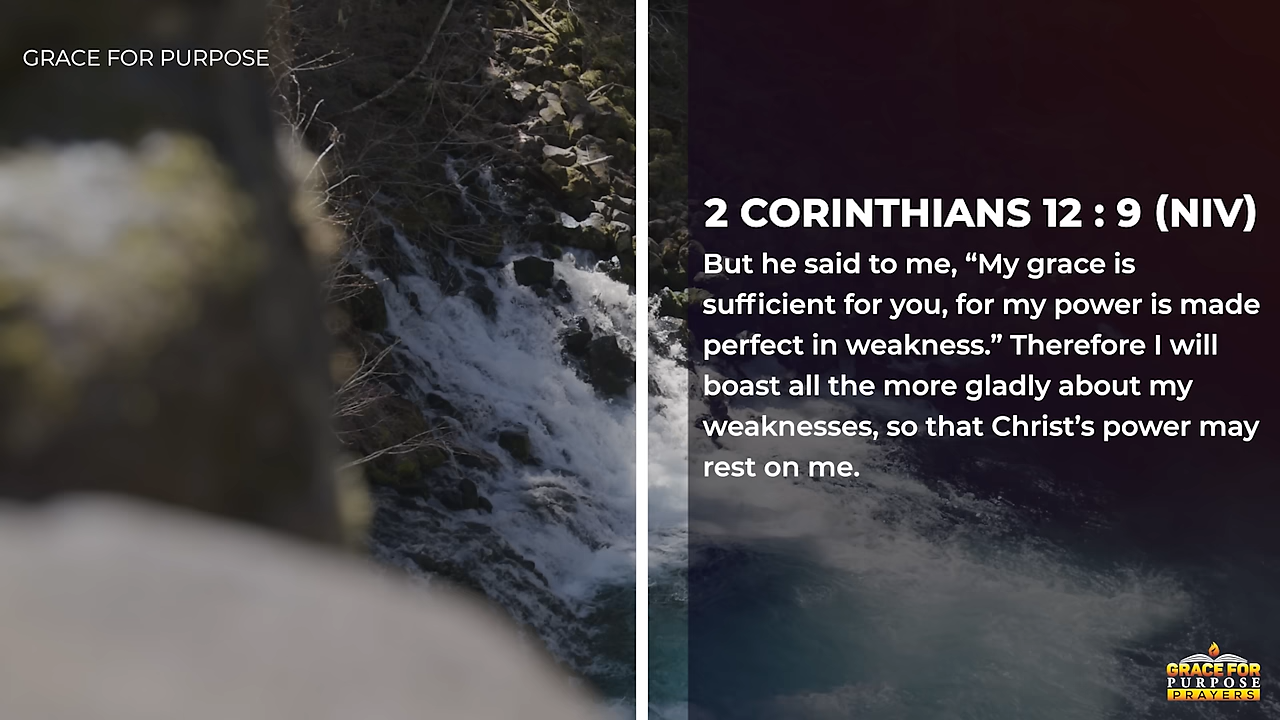 GRACE FOR PURPOSE
2 CORINTHIANS 12 : 9 (NIV)
But he said to me, “My grace is
sufficient for you, for my power is made
perfect in weakness.” Therefore I will
boast all the more gladly about my
weaknesses, so that Christ’s power may
rest on me.
GRACE FOR
PURPOSE
PRAYERS